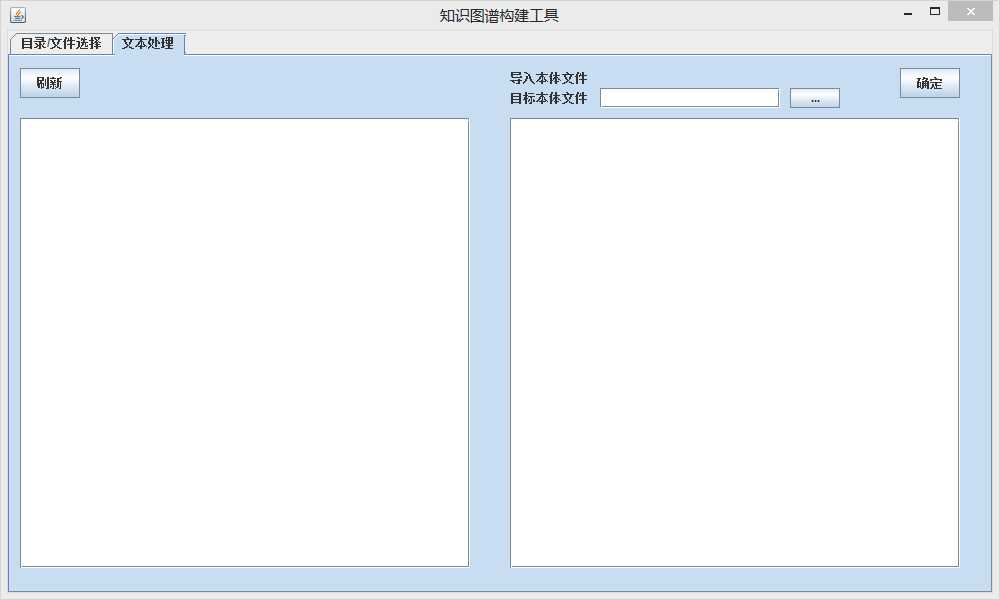 知识图谱构建工具
目录/文件选择
文本处理
刷新
导入本体文件
目标本体文件
...
确定